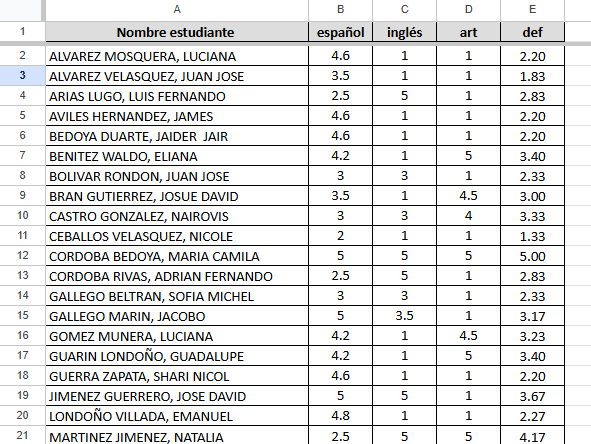 A B C D E
1 Nombre estudiante español inglés art def
2 ALVAREZ MOSQUERA, LUCIANA 4.6 1 1 2.20
3 ALVAREZ VELASQUEZ, JUAN JOSE 3.5 1 1 1.83
4 ARIAS LUGO, LUIS FERNANDO 2.5 5 1 2.83
5 AVILES HERNANDEZ, JAMES 4.6 1 1 2.20
6 BEDOYA DUARTE, JAIDER JAIR 4.6 1 1 2.20
7 BENITEZ WALDO, ELIANA 4.2 1 5 3.40
8 BOLIVAR RONDON, JUAN JOSE 3 3 1 2.33
9 BRAN GUTIERREZ, JOSUE DAVID 3.5 1 4.5 3.00
10 CASTRO GONZALEZ, NAIROVIS 3 3 4 3.33
11 CEBALLOS VELASQUEZ, NICOLE 2 1 1 1.33
12 CORDOBA BEDOYA, MARIA CAMILA 5 5 5 5.00
13 CORDOBA RIVAS, ADRIAN FERNANDO 2.5 5 1 2.83
14 GALLEGO BELTRAN, SOFIA MICHEL 3 3 1 2.33
15 GALLEGO MARIN, JACOBO 5 3.5 1 3.17
16 GOMEZ MUNERA, LUCIANA 4.2 1 4.5 3.23
17 GUARIN LONDOÑO, GUADALUPE 4.2 1 5 3.40
18 GUERRA ZAPATA, SHARI NICOL 4.6 1 1 2.20
19 JIMENEZ GUERRERO, JOSE DAVID 5 5 1 3.67
20 LONDOÑO VILLADA, EMANUEL 4.8 1 1 2.27
21 MARTINEZ JIMENEZ, NATALIA 2.5 5 5 4.17